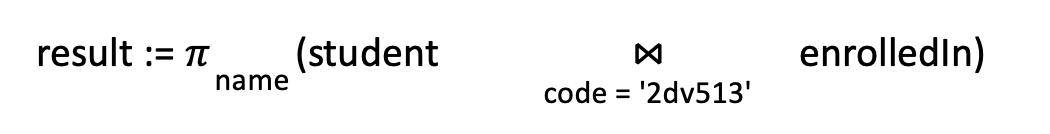 result := π name (student ⋈ code = '2dv513' enrolledIn)